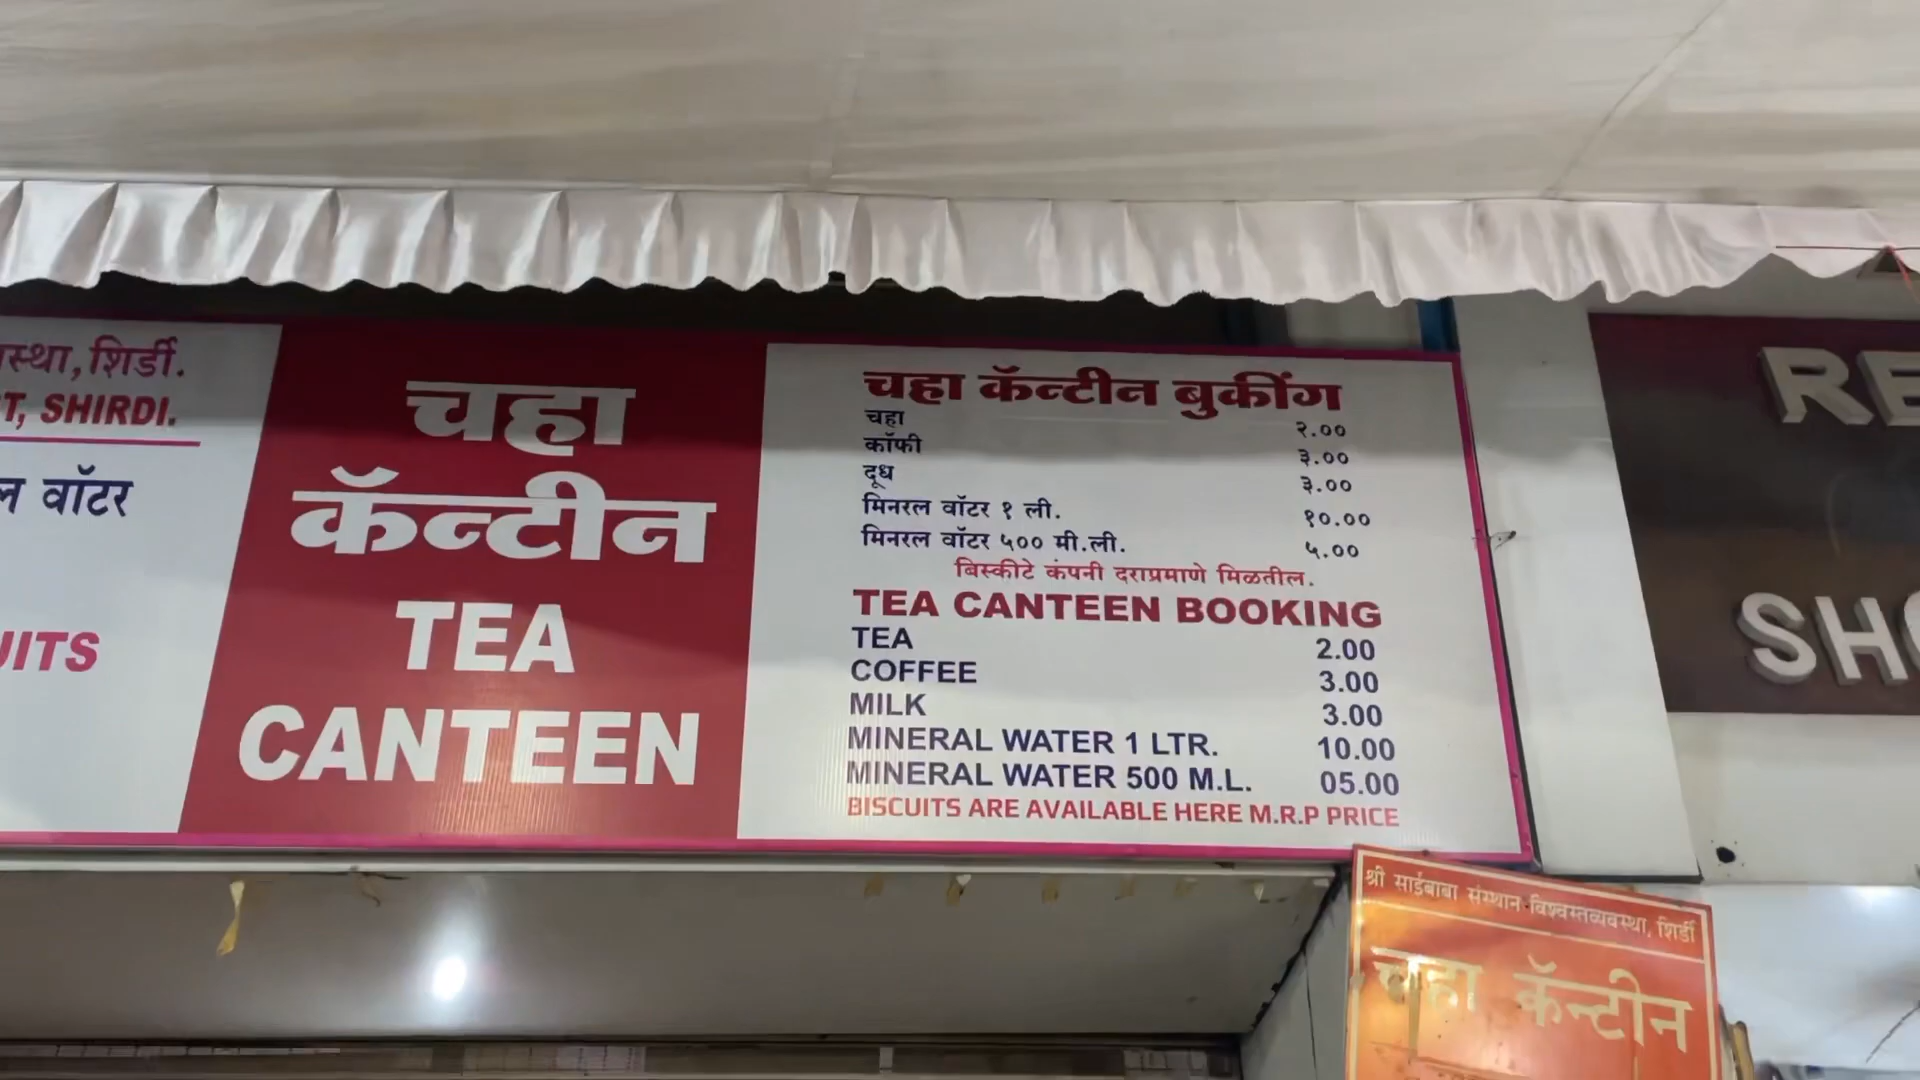 शिर्डी.
SHIRDI.
वॉटर
चहा
कॅन्टीन
TEA
CANTEEN
चहा कॅन्टीन बुकींग
चहा २.००
कॉफी ३.००
दूध ३.००
मिनरल वॉटर १ ली. १०.००
मिनरल वॉटर ५०० मी.ली. ५.००
बिस्कीटे कंपनी दराप्रमाणे मिळतील.
TEA CANTEEN BOOKING
TEA 2.00
COFFEE 3.00
MILK 3.00
MINERAL WATER 1 LTR. 10.00
MINERAL WATER 500 M.L. 05.00
BISCUITS ARE AVAILABLE HERE M.R.P PRICE
श्री साईबाबा संस्थान विश्वस्तव्यवस्था, शिर्डी
चहा कॅन्टीन